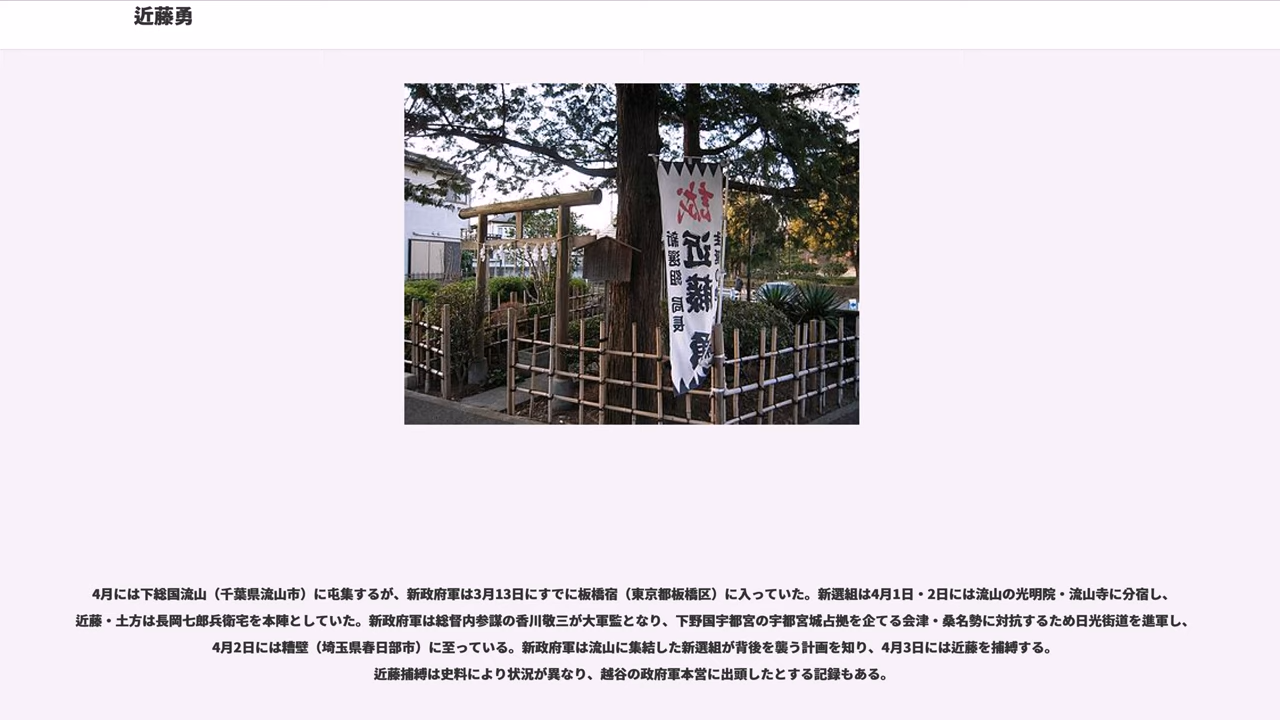 近藤勇
誠
近藤勇
新選組 局長
4月には下総国流山（千葉県流山市）に屯集するが、新政府軍は3月13日にすでに板橋宿（東京都板橋区）に入っていた。新選組は4月1日・2日には流山の光明院・流山寺に分宿し、
近藤・土方は長岡七郎兵衛宅を本陣としていた。新政府軍は総督内参謀の香川敬三が大軍監となり、下野国宇都宮の宇都宮城占拠を企てる会津・桑名勢に対抗するため日光街道を進軍し、
4月2日には糟壁（埼玉県春日部市）に至っている。新政府軍は流山に集結した新選組が背後を襲う計画を知り、4月3日には近藤を捕縛する。
近藤捕縛は史料により状況が異なり、越谷の政府軍本営に出頭したとする記録もある。